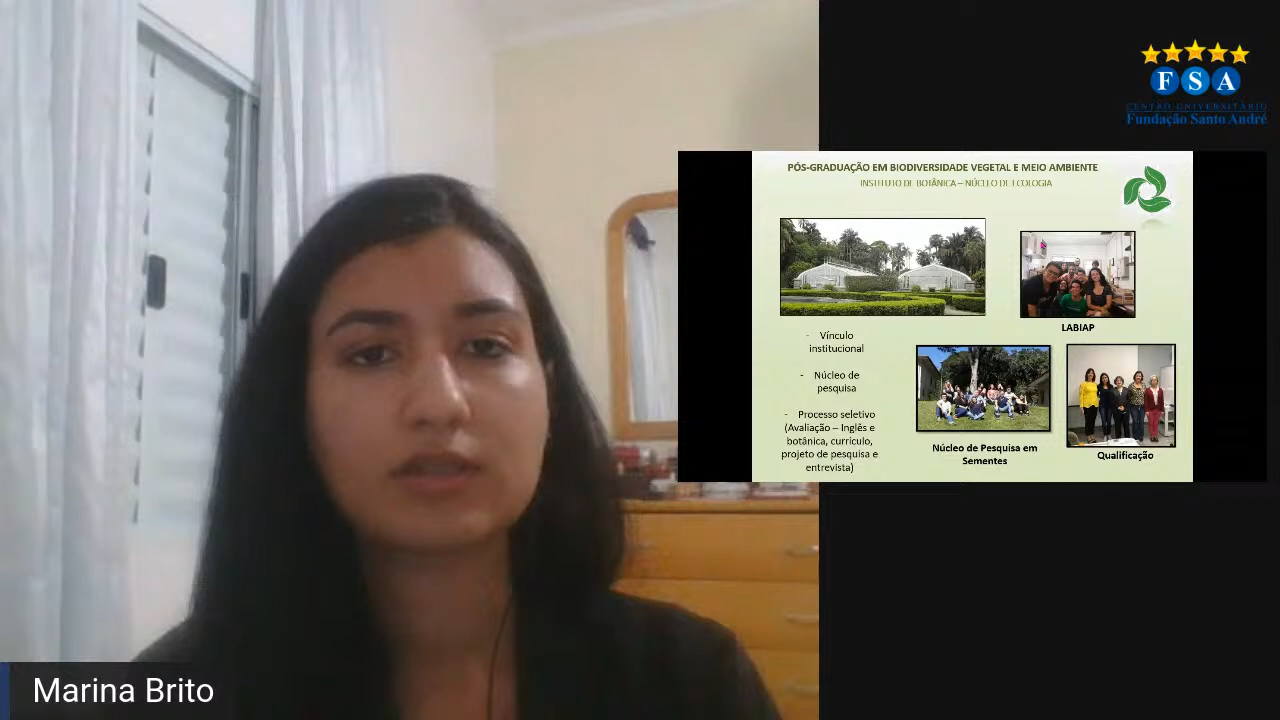 FSA
CENTRO UNIVERSITÁRIO
Fundação Santo André
PÓS-GRADUAÇÃO EM BIODIVERSIDADE VEGETAL E MEIO AMBIENTE
INSTITUTO DE BOTÂNICA – NÚCLEO DE ECOLOGIA
- Vínculo
institucional
- Núcleo de
pesquisa
- Processo seletivo
(Avaliação – Inglês e
botânica, currículo,
projeto de pesquisa e
entrevista)
LABIAP
Núcleo de Pesquisa em
Sementes
Qualificação
Marina Brito